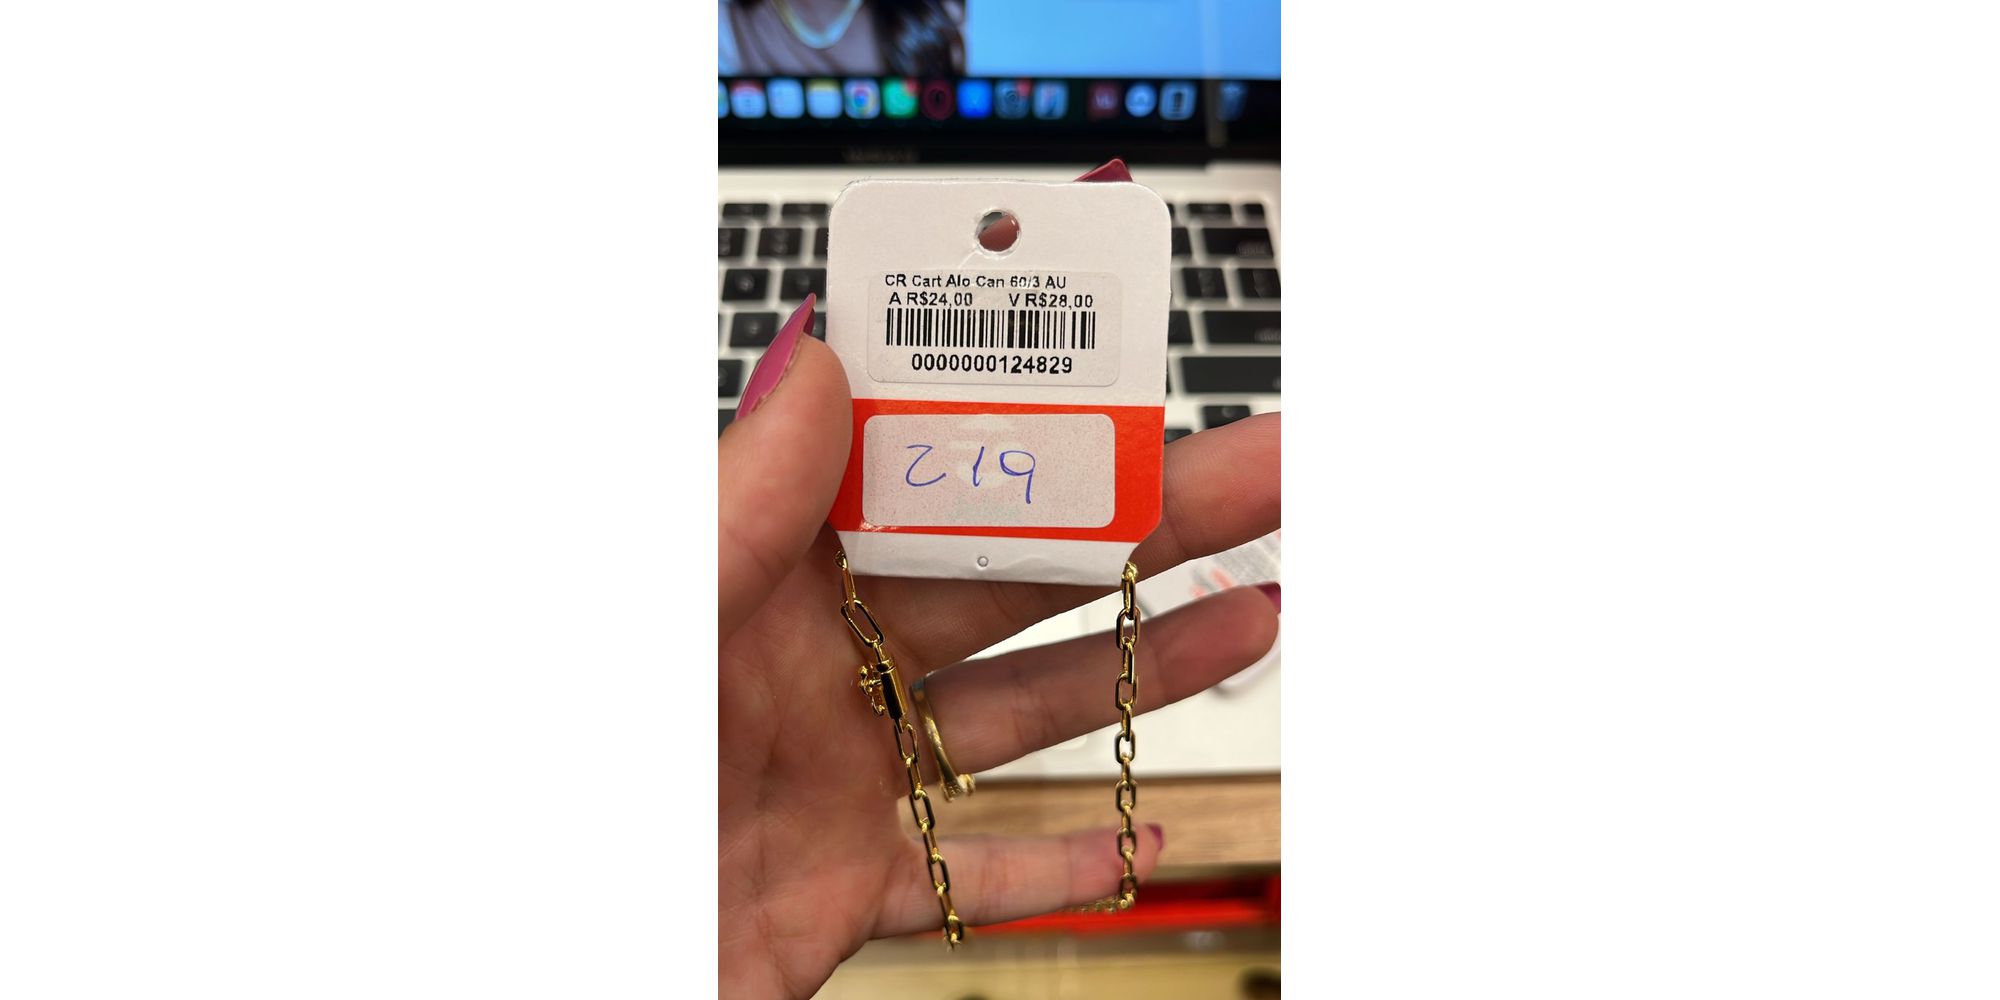 CR Cart Alo Can 60/3 AU
A R$24,00 V R$28,00
0000000124829
219